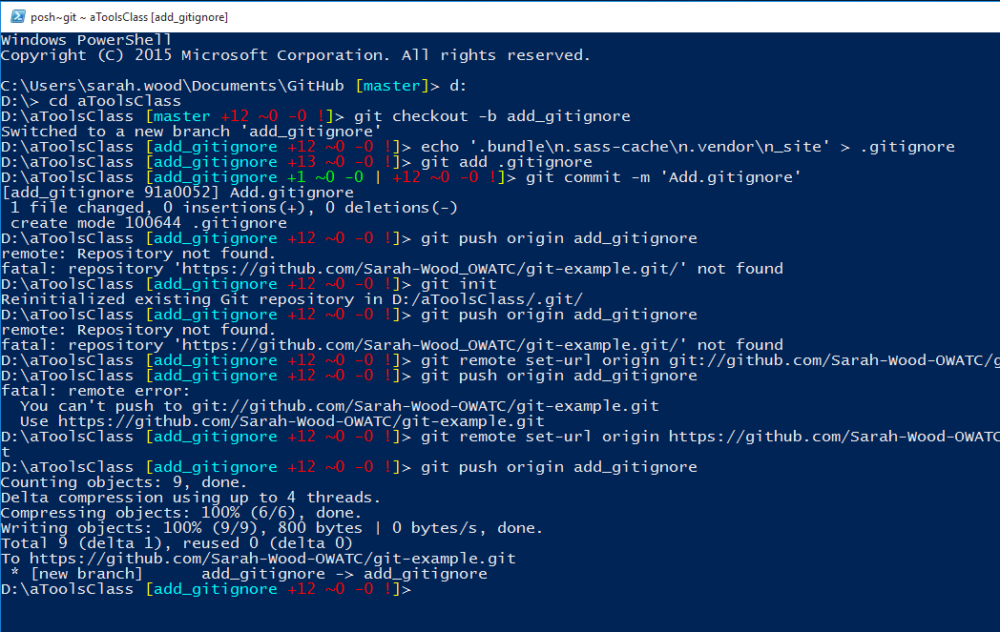 posh~git ~ aToolsClass [add_gitignore]
Windows PowerShell
Copyright (C) 2015 Microsoft Corporation. All rights reserved.
C:\Users\sarah.wood\Documents\GitHub [master]> d:
D:\> cd aToolsClass
D:\aToolsClass [master +12 ~0 -0 !]> git checkout -b add_gitignore
Switched to a new branch 'add_gitignore'
D:\aToolsClass [add_gitignore +12 ~0 -0 !]> echo '.bundle\n.sass-cache\n.vendor\n_site' > .gitignore
D:\aToolsClass [add_gitignore +13 ~0 -0 !]> git add .gitignore
D:\aToolsClass [add_gitignore +1 ~0 -0 | +12 ~0 -0 !]> git commit -m 'Add.gitignore'
[add_gitignore 91a0052] Add.gitignore
 1 file changed, 0 insertions(+), 0 deletions(-)
 create mode 100644 .gitignore
D:\aToolsClass [add_gitignore +12 ~0 -0 !]> git push origin add_gitignore
remote: Repository not found.
fatal: repository 'https://github.com/Sarah-Wood_OWATC/git-example.git/' not found
D:\aToolsClass [add_gitignore +12 ~0 -0 !]> git init
Reinitialized existing Git repository in D:/aToolsClass/.git/
D:\aToolsClass [add_gitignore +12 ~0 -0 !]> git push origin add_gitignore
remote: Repository not found.
fatal: repository 'https://github.com/Sarah-Wood_OWATC/git-example.git/' not found
D:\aToolsClass [add_gitignore +12 ~0 -0 !]> git remote set-url origin git://github.com/Sarah-Wood-OWATC/g
D:\aToolsClass [add_gitignore +12 ~0 -0 !]> git push origin add_gitignore
fatal: remote error:
  You can't push to git://github.com/Sarah-Wood-OWATC/git-example.git
  Use https://github.com/Sarah-Wood-OWATC/git-example.git
D:\aToolsClass [add_gitignore +12 ~0 -0 !]> git remote set-url origin https://github.com/Sarah-Wood-OWATC
t
D:\aToolsClass [add_gitignore +12 ~0 -0 !]> git push origin add_gitignore
Counting objects: 9, done.
Delta compression using up to 4 threads.
Compressing objects: 100% (6/6), done.
Writing objects: 100% (9/9), 800 bytes | 0 bytes/s, done.
Total 9 (delta 1), reused 0 (delta 0)
To https://github.com/Sarah-Wood-OWATC/git-example.git
 * [new branch]      add_gitignore -> add_gitignore
D:\aToolsClass [add_gitignore +12 ~0 -0 !]>